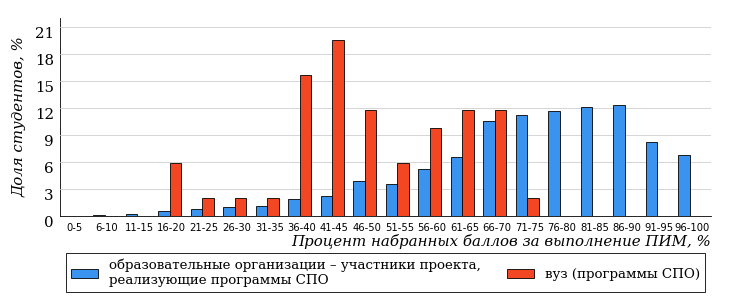 Доля студентов, %
21
18
15
12
9
6
3
0
0-5 6-10 11-15 16-20 21-25 26-30 31-35 36-40 41-45 46-50 51-55 56-60 61-65 66-70 71-75 76-80 81-85 86-90 91-95 96-100
Процент набранных баллов за выполнение ПИМ, %
образовательные организации – участники проекта,
реализующие программы СПО
вуз (программы СПО)